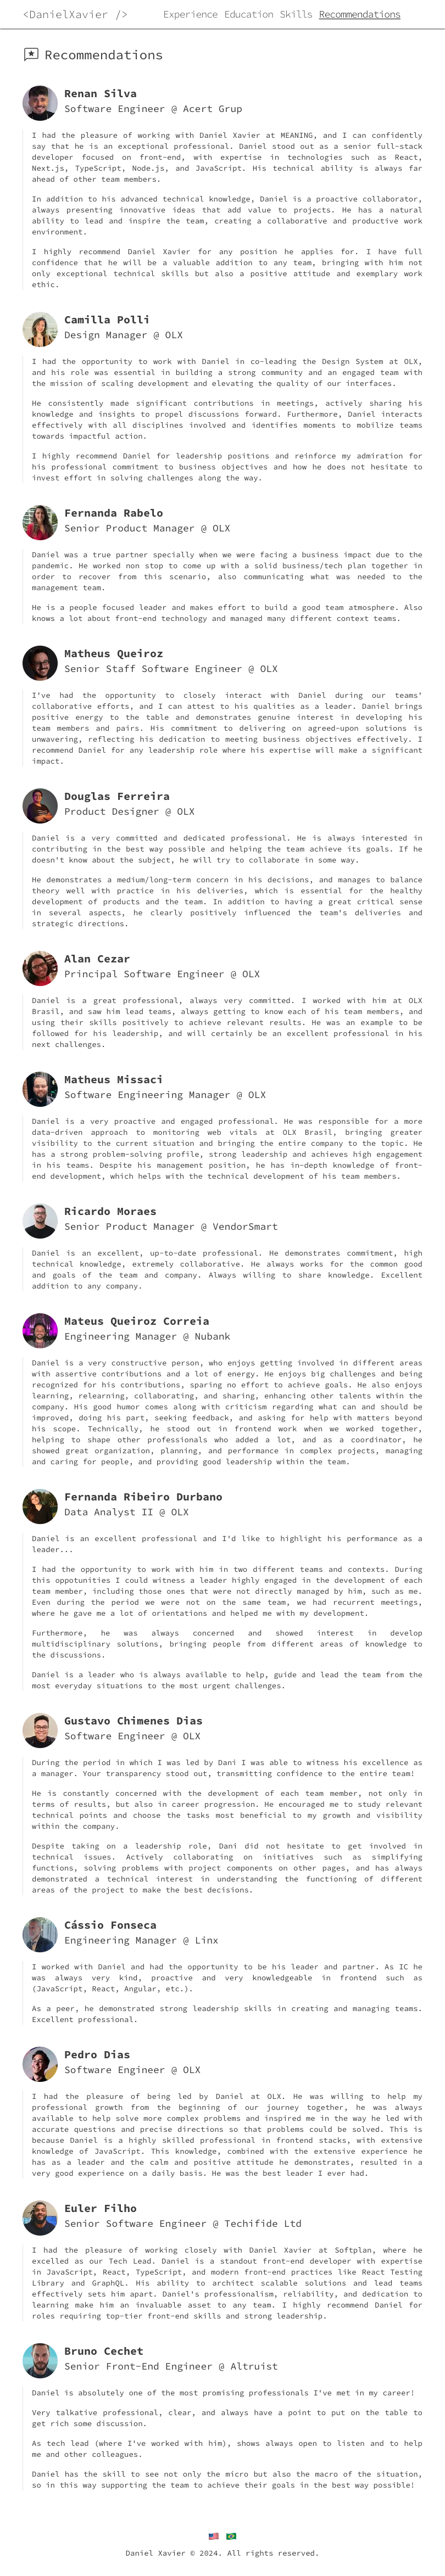 <DanielXavier />
Experience Education Skills Recommendations
Recommendations
Renan Silva
Software Engineer @ Acert Grup
I had the pleasure of working with Daniel Xavier at MEANING, and I can confidently
say that he is an exceptional professional. Daniel stood out as a senior full-stack
developer focused on front-end, with expertise in technologies such as React,
Next.js, TypeScript, Node.js, and JavaScript. His technical ability is always far
ahead of other team members.
In addition to his advanced technical knowledge, Daniel is a proactive collaborator,
always presenting innovative ideas that add value to projects. He has a natural
ability to lead and inspire the team, creating a collaborative and productive work
environment.
I highly recommend Daniel Xavier for any position he applies for. I have full
confidence that he will be a valuable addition to any team, bringing with him not
only exceptional technical skills but also a positive attitude and exemplary work
ethic.
Camilla Polli
Design Manager @ OLX
I had the opportunity to work with Daniel in co-leading the Design System at OLX,
and his role was essential in building a strong community and an engaged team with
the mission of scaling development and elevating the quality of our interfaces.
He consistently made significant contributions in meetings, actively sharing his
knowledge and insights to propel discussions forward. Furthermore, Daniel interacts
effectively with all disciplines involved and identifies moments to mobilize teams
towards impactful action.
I highly recommend Daniel for leadership positions and reinforce my admiration for
his professional commitment to business objectives and how he does not hesitate to
invest effort in solving challenges along the way.
Fernanda Rabelo
Senior Product Manager @ OLX
Daniel was a true partner specially when we were facing a business impact due to the
pandemic. He worked non stop to come up with a solid business/tech plan together in
order to recover from this scenario, also communicating what was needed to the
management team.
He is a people focused leader and makes effort to build a good team atmosphere. Also
knows a lot about front-end technology and managed many different context teams.
Matheus Queiroz
Senior Staff Software Engineer @ OLX
I've had the opportunity to closely interact with Daniel during our teams'
collaborative efforts, and I can attest to his qualities as a leader. Daniel brings
positive energy to the table and demonstrates genuine interest in developing his
team members and pairs. His commitment to delivering on agreed-upon solutions is
unwavering, reflecting his dedication to meeting business objectives effectively. I
recommend Daniel for any leadership role where his expertise will make a significant
impact.
Douglas Ferreira
Product Designer @ OLX
Daniel is a very committed and dedicated professional. He is always interested in
contributing in the best way possible and helping the team achieve its goals. If he
doesn't know about the subject, he will try to collaborate in some way.
He demonstrates a medium/long-term concern in his decisions, and manages to balance
theory well with practice in his deliveries, which is essential for the healthy
development of products and the team. In addition to having a great critical sense
in several aspects, he clearly positively influenced the team's deliveries and
strategic directions.
Alan Cezar
Principal Software Engineer @ OLX
Daniel is a great professional, always very committed. I worked with him at OLX
Brasil, and saw him lead teams, always getting to know each of his team members, and
using their skills positively to achieve relevant results. He was an example to be
followed for his leadership, and will certainly be an excellent professional in his
next challenges.
Matheus Missaci
Software Engineering Manager @ OLX
Daniel is a very proactive and engaged professional. He was responsible for a more
data-driven approach to monitoring web vitals at OLX Brasil, bringing greater
visibility to the current situation and bringing the entire company to the topic. He
has a strong problem-solving profile, strong leadership and achieves high engagement
in his teams. Despite his management position, he has in-depth knowledge of front-
end development, which helps with the technical development of his team members.
Ricardo Moraes
Senior Product Manager @ VendorSmart
Daniel is an excellent, up-to-date professional. He demonstrates commitment, high
technical knowledge, extremely collaborative. He always works for the common good
and goals of the team and company. Always willing to share knowledge. Excellent
addition to any company.
Mateus Queiroz Correia
Engineering Manager @ Nubank
Daniel is a very constructive person, who enjoys getting involved in different areas
with assertive contributions and a lot of energy. He enjoys big challenges and being
recognized for his contributions, sparing no effort to achieve goals. He also enjoys
learning, relearning, collaborating, and sharing, enhancing other talents within the
company. His good humor comes along with criticism regarding what can and should be
improved, doing his part, seeking feedback, and asking for help with matters beyond
his scope. Technically, he stood out in frontend work when we worked together,
helping to shape other professionals who added a lot, and as a coordinator, he
showed great organization, planning, and performance in complex projects, managing
and caring for people, and providing good leadership within the team.
Fernanda Ribeiro Durbano
Data Analyst II @ OLX
Daniel is an excellent professional and I'd like to highlight his performance as a
leader...
I had the opportunity to work with him in two different teams and contexts. During
this oppotunities I could witness a leader highly engaged in the development of each
team member, including those ones that were not directly managed by him, such as me.
Even during the period we were not on the same team, we had recurrent meetings,
where he gave me a lot of orientations and helped me with my development.
Furthermore, he was always concerned and showed interest in develop
multidisciplinary solutions, bringing people from different areas of knowledge to
the discussions.
Daniel is a leader who is always available to help, guide and lead the team from the
most everyday situations to the most urgent challenges.
Gustavo Chimenes Dias
Software Engineer @ OLX
During the period in which I was led by Dani I was able to witness his excellence as
a manager. Your transparency stood out, transmitting confidence to the entire team!
He is constantly concerned with the development of each team member, not only in
terms of results, but also in career progression. He encouraged me to study relevant
technical points and choose the tasks most beneficial to my growth and visibility
within the company.
Despite taking on a leadership role, Dani did not hesitate to get involved in
technical issues. Actively collaborating on initiatives such as simplifying
functions, solving problems with project components on other pages, and has always
demonstrated a technical interest in understanding the functioning of different
areas of the project to make the best decisions.
Cássio Fonseca
Engineering Manager @ Linx
I worked with Daniel and had the opportunity to be his leader and partner. As IC he
was always very kind, proactive and very knowledgeable in frontend such as
(JavaScript, React, Angular, etc.).
As a peer, he demonstrated strong leadership skills in creating and managing teams.
Excellent professional.
Pedro Dias
Software Engineer @ OLX
I had the pleasure of being led by Daniel at OLX. He was willing to help my
professional growth from the beginning of our journey together, he was always
available to help solve more complex problems and inspired me in the way he led with
accurate questions and precise directions so that problems could be solved. This is
because Daniel is a highly skilled professional in frontend stacks, with extensive
knowledge of JavaScript. This knowledge, combined with the extensive experience he
has as a leader and the calm and positive attitude he demonstrates, resulted in a
very good experience on a daily basis. He was the best leader I ever had.
Euler Filho
Senior Software Engineer @ Techifide Ltd
I had the pleasure of working closely with Daniel Xavier at Softplan, where he
excelled as our Tech Lead. Daniel is a standout front-end developer with expertise
in JavaScript, React, TypeScript, and modern front-end practices like React Testing
Library and GraphQL. His ability to architect scalable solutions and lead teams
effectively sets him apart. Daniel's professionalism, reliability, and dedication to
learning make him an invaluable asset to any team. I highly recommend Daniel for
roles requiring top-tier front-end skills and strong leadership.
Bruno Cechet
Senior Front-End Engineer @ Altruist
Daniel is absolutely one of the most promising professionals I've met in my career!
Very talkative professional, clear, and always have a point to put on the table to
get rich some discussion.
As tech lead (where I've worked with him), shows always open to listen and to help
me and other colleagues.
Daniel has the skill to see not only the micro but also the macro of the situation,
so in this way supporting the team to achieve their goals in the best way possible!
Daniel Xavier © 2024. All rights reserved.